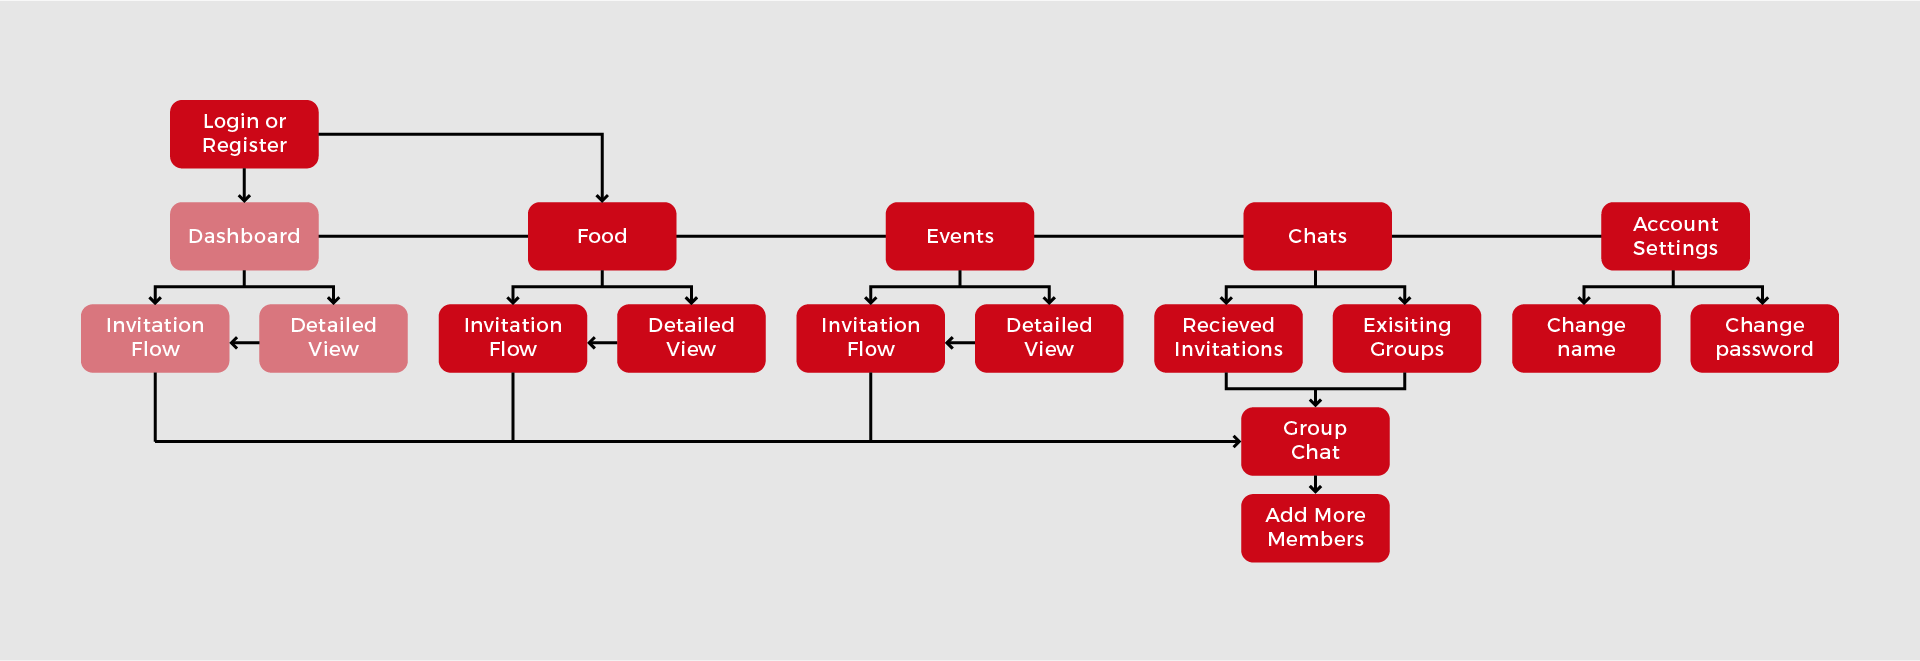 Login or
Register
Dashboard
Food
Events
Chats
Account
Settings
Invitation
Flow
Detailed
View
Invitation
Flow
Detailed
View
Invitation
Flow
Detailed
View
Recieved
Invitations
Exisiting
Groups
Change
name
Change
password
Group
Chat
Add More
Members